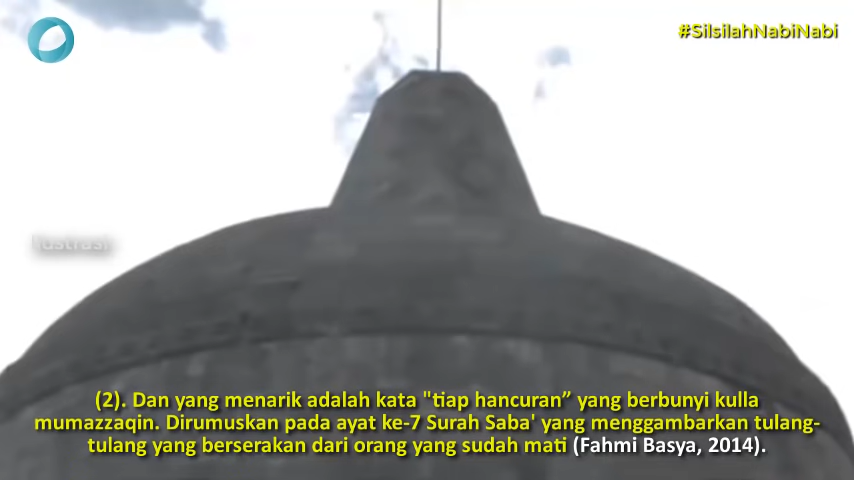 #SilsilahNabiNabi
(2). Dan yang menarik adalah kata "tiap hancuran” yang berbunyi kulla
mumazzaqin. Dirumuskan pada ayat ke-7 Surah Saba' yang menggambarkan tulang-
tulang yang berserakan dari orang yang sudah mati (Fahmi Basya, 2014).